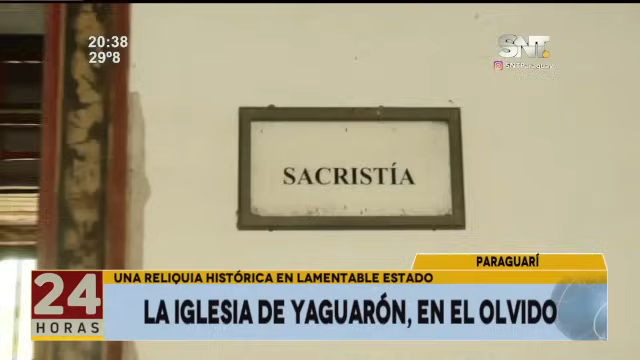 20:38
29°8
SNT
SNTParaguay
SACRISTÍA
PARAGUARÍ
UNA RELIQUIA HISTÓRICA EN LAMENTABLE ESTADO
24
HORAS
LA IGLESIA DE YAGUARÓN, EN EL OLVIDO